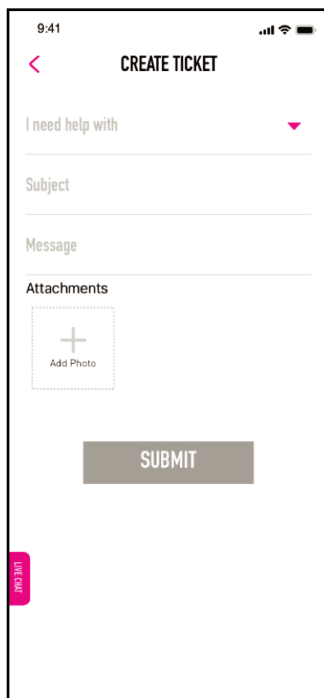 9:41
CREATE TICKET
I need help with
Subject
Message
Attachments
Add Photo
SUBMIT
LIVE CHAT